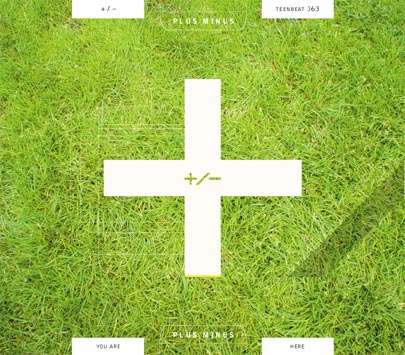 +/-
TEENBEAT 363
PLUS MINUS
+/-
PLUS MINUS
YOU ARE
HERE